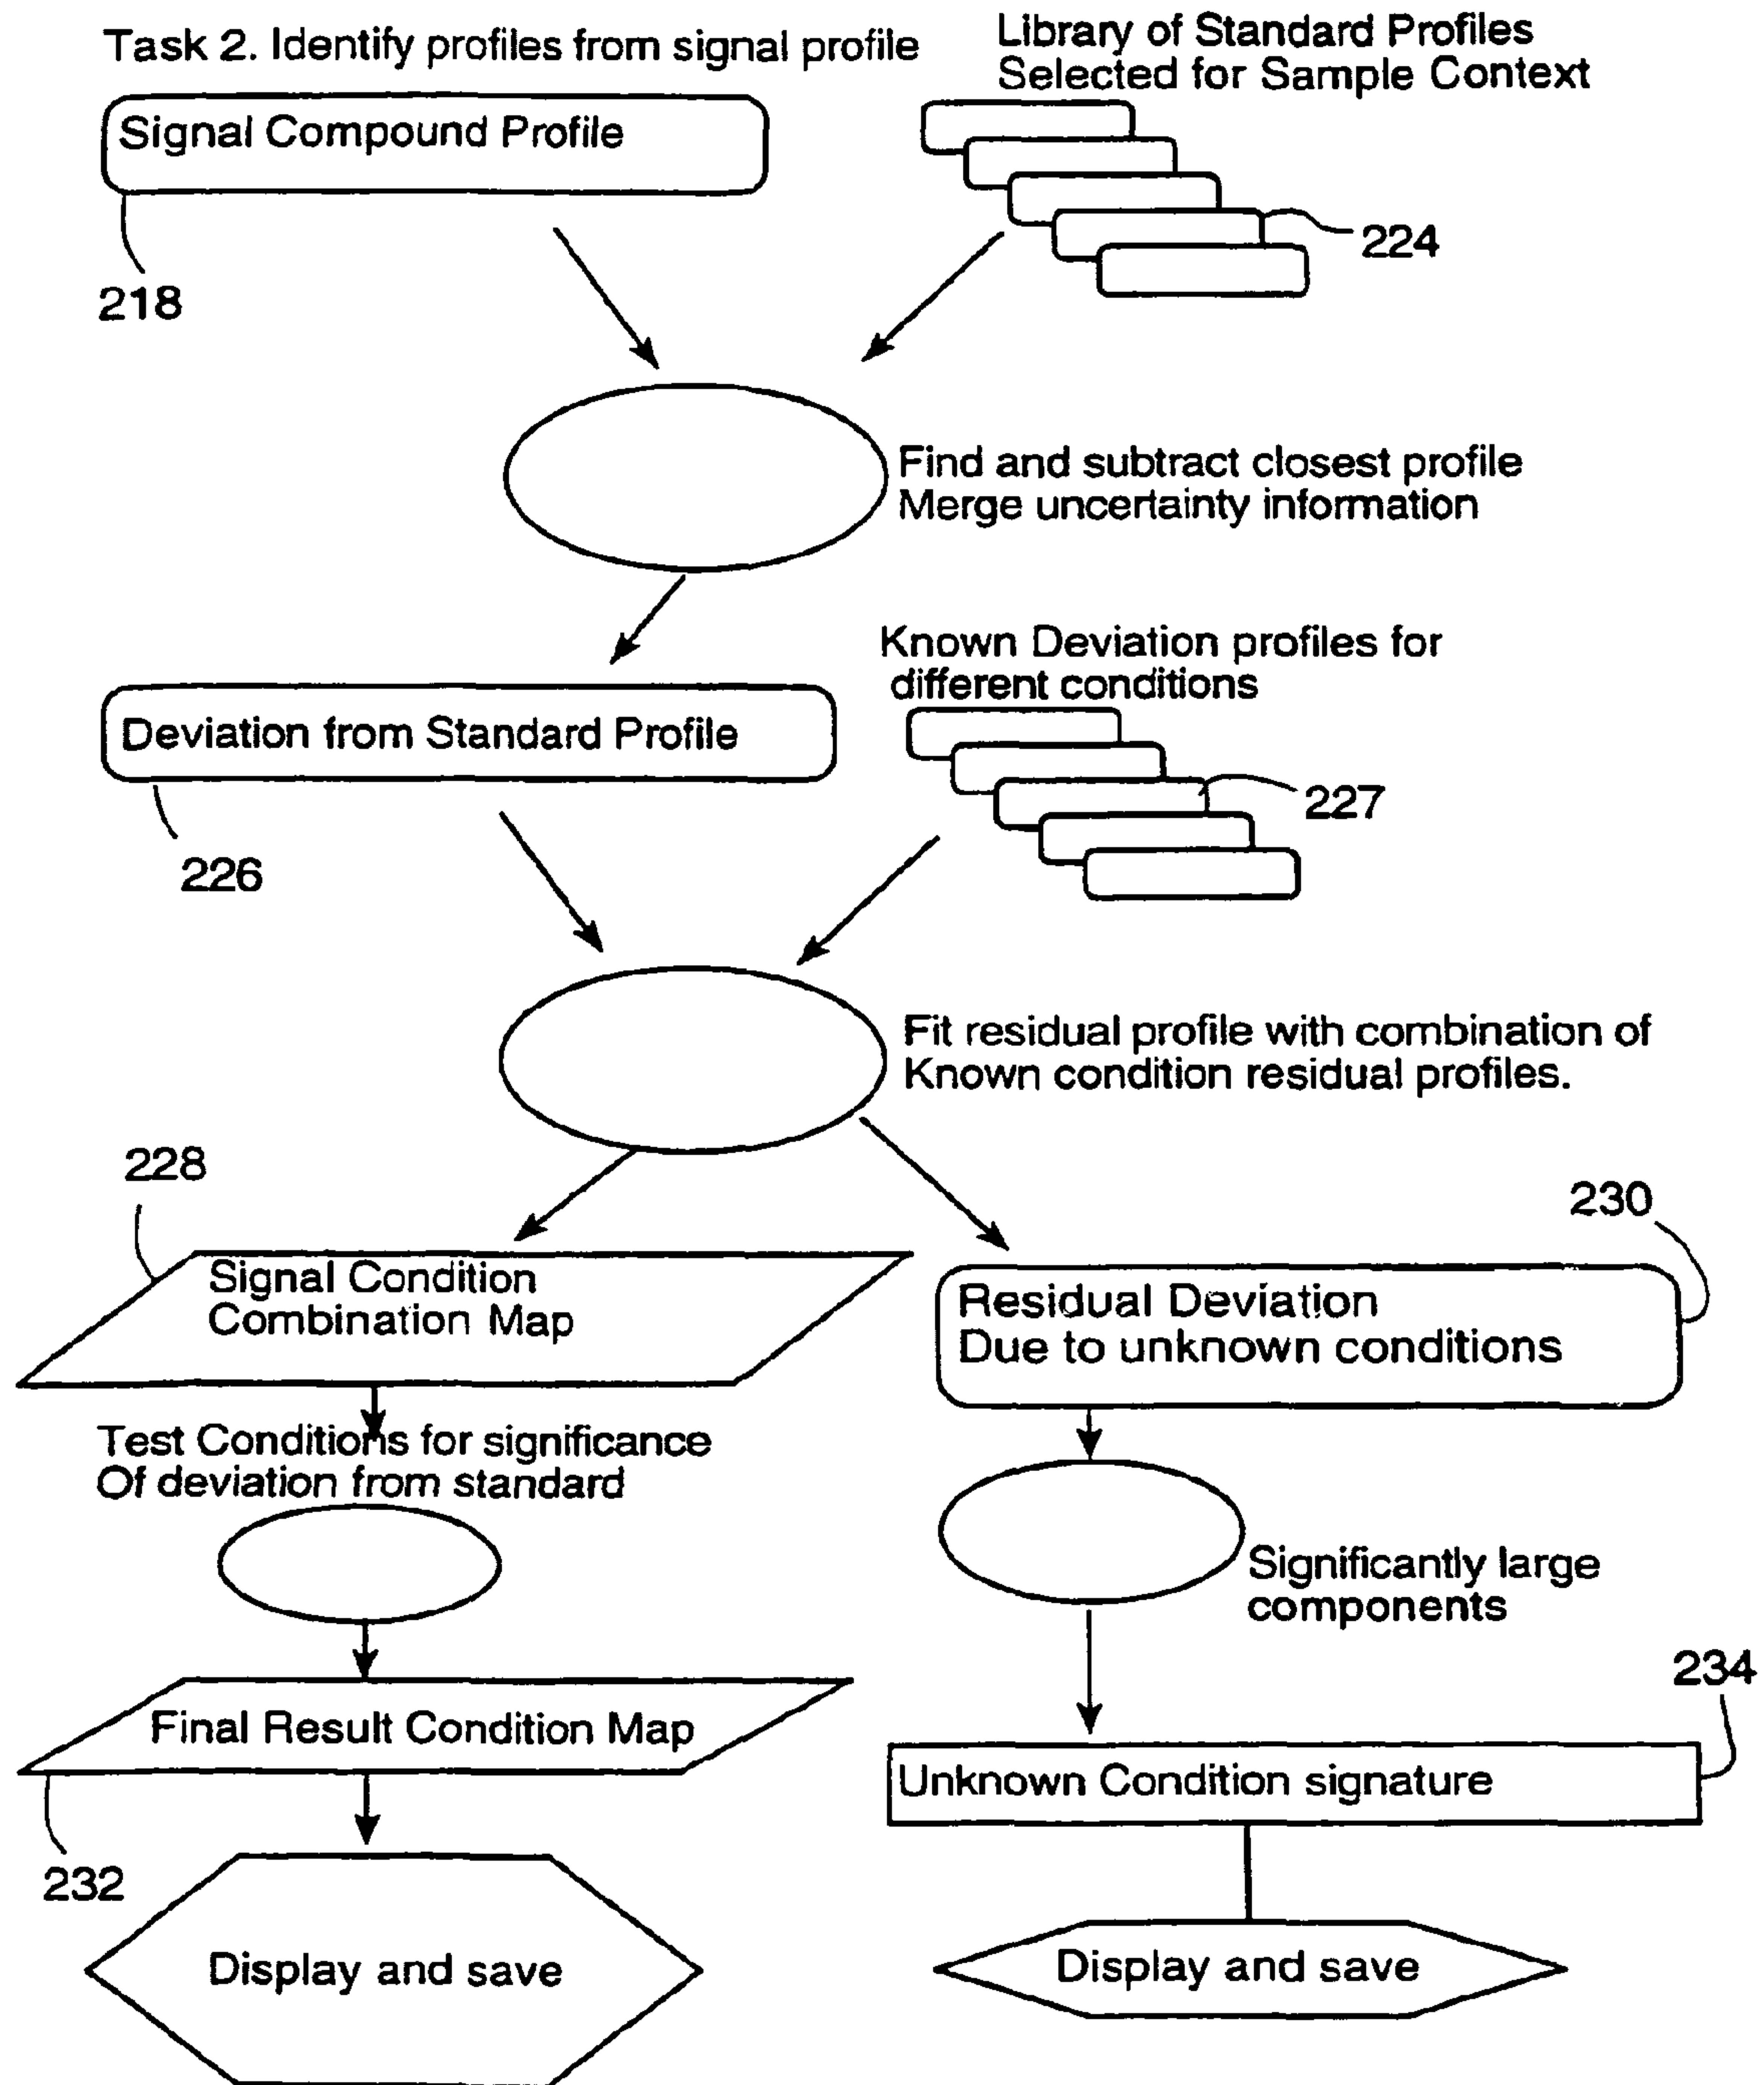 Task 2. Identify profiles from signal profile
Library of Standard Profiles
Selected for Sample Context
Signal Compound Profile
218
224
Find and subtract closest profile
Merge uncertainty information
Known Deviation profiles for
different conditions
Deviation from Standard Profile
226
227
Fit residual profile with combination of
Known condition residual profiles.
228
230
Signal Condition
Combination Map
Residual Deviation
Due to unknown conditions
Test Conditions for significance
Of deviation from standard
Significantly large
components
234
Final Result Condition Map
Unknown Condition signature
232
Display and save
Display and save